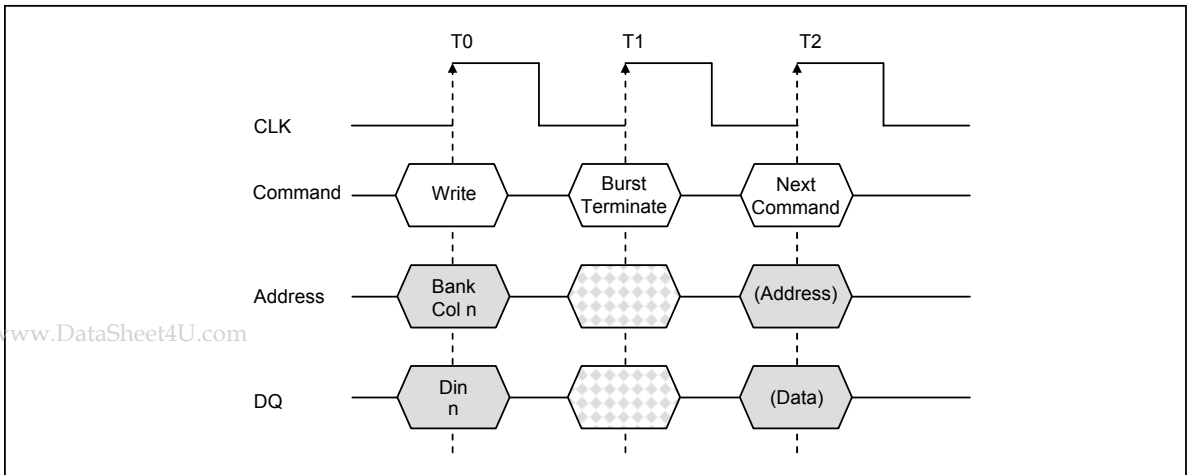 T0 T1 T2
CLK
Command Write Burst Terminate Next Command
Address Bank Col n (Address)
www.DataSheet4U.com
DQ Din n (Data)